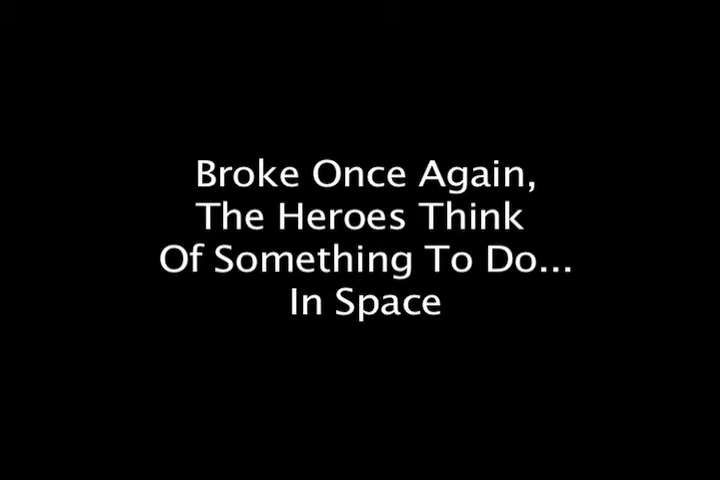 Broke Once Again,
The Heroes Think
Of Something To Do...
In Space